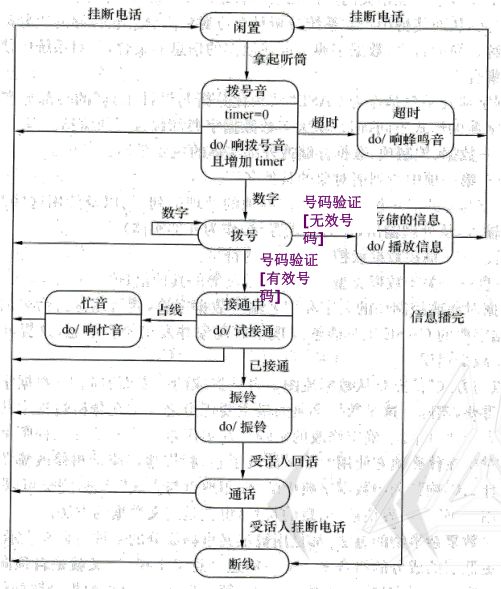 挂断电话
挂断电话
闲置
拿起听筒
拨号音
timer=0
do/ 响拨号音
且增加 timer
超时
超时
do/ 响蜂鸣音
数字
数字
拨号
号码验证
[无效号
码]
存储的信息
do/ 播放信息
号码验证
[有效号
码]
忙音
do/ 响忙音
占线
接通中
do/ 试接通
信息播完
已接通
振铃
do/ 振铃
受话人回话
通话
受话人挂断电话
断线